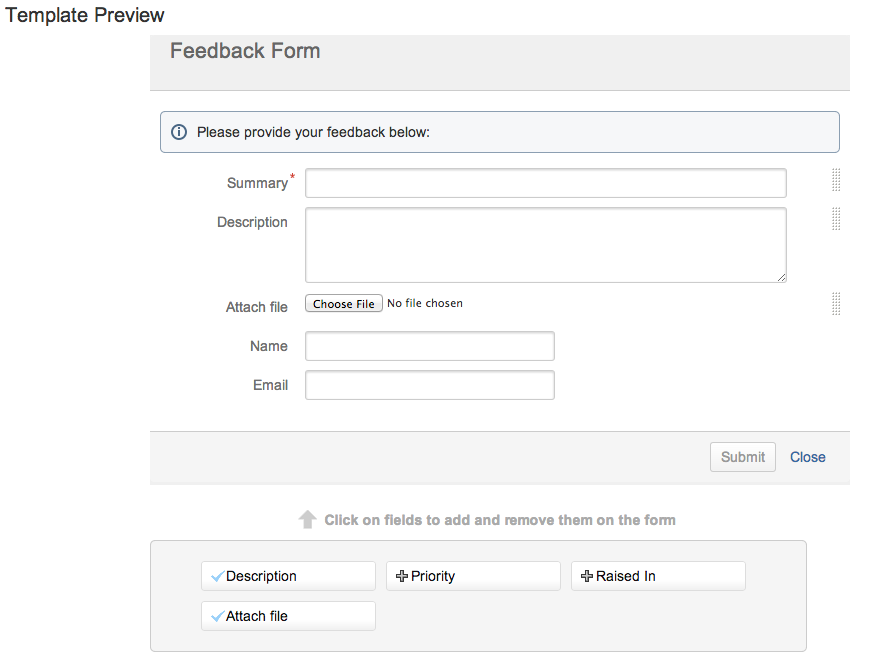 Template Preview
Feedback Form
Please provide your feedback below:
Summary*
Description
Attach file Choose File No file chosen
Name
Email
Submit Close
Click on fields to add and remove them on the form
Description Priority Raised In
Attach file